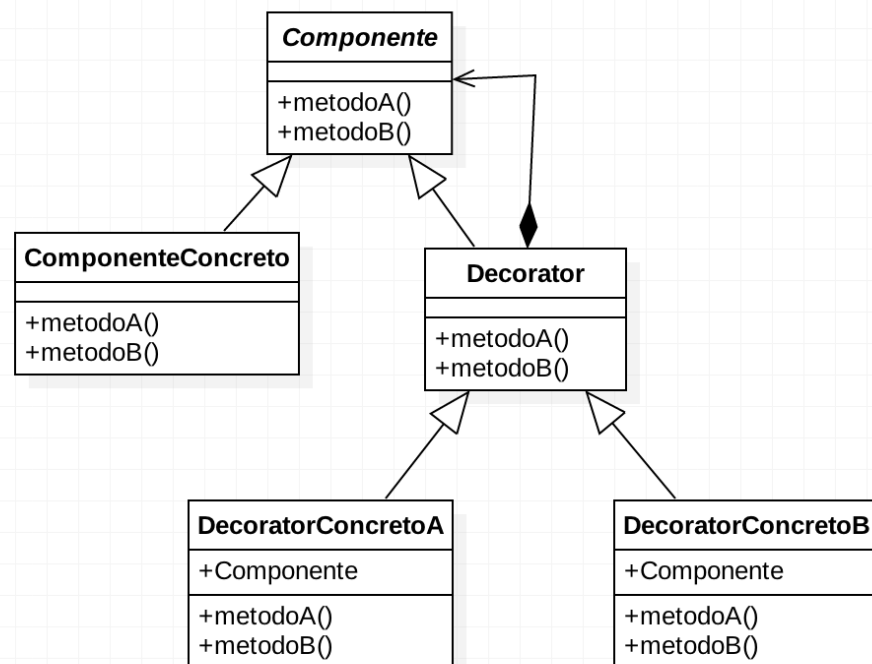 Componente
+metodoA()
+metodoB()
ComponenteConcreto
+metodoA()
+metodoB()
Decorator
+metodoA()
+metodoB()
DecoratorConcretoA
+Componente
+metodoA()
+metodoB()
DecoratorConcretoB
+Componente
+metodoA()
+metodoB()